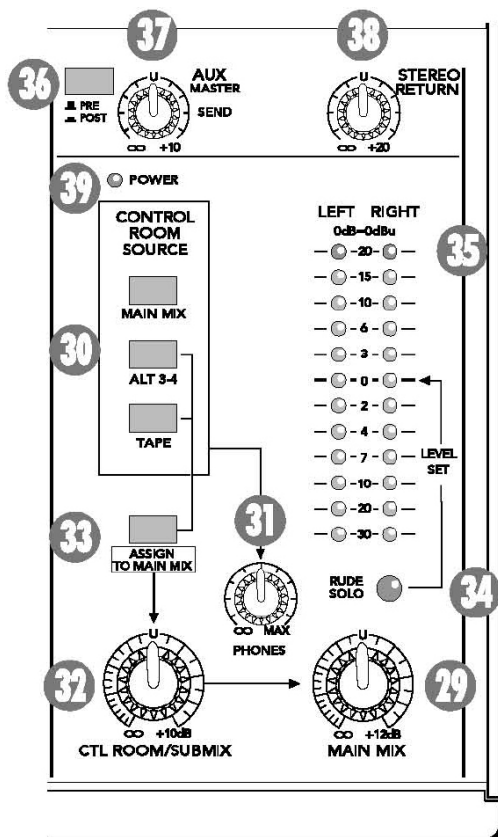 37
38
36
U
AUX
MASTER
SEND
PRE
POST
∞ +10
U
STEREO
RETURN
∞ +20
39
POWER
CONTROL
ROOM
SOURCE
MAIN MIX
30
ALT 3-4
TAPE
33
ASSIGN
TO MAIN MIX
LEFT RIGHT
0dB=0dBu
35
20
15
10
6
3
0
2
4
7
10
20
30
LEVEL
SET
31
∞ MAX
PHONES
RUDE
SOLO
34
32
U
∞ +10dB
CTL ROOM/SUBMIX
29
U
∞ +12dB
MAIN MIX